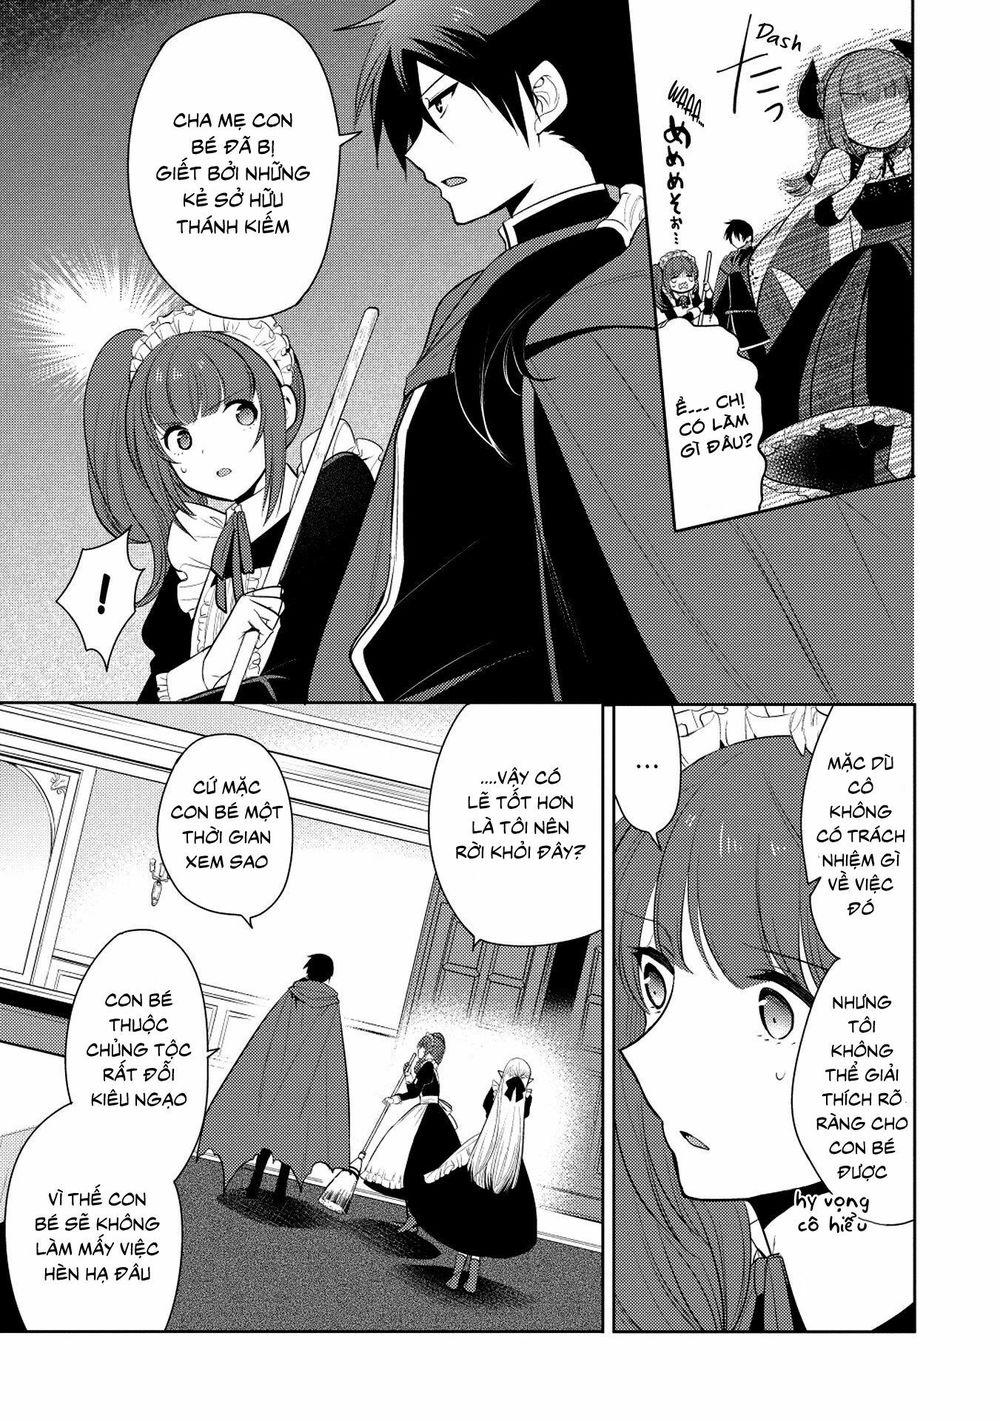 Dash
ダッ
WAAA...
めめめそぉ…
Ể... CHỊ
CÓ LÀM
GÌ ĐÂU?
CHA MẸ CON
BÉ ĐÃ BỊ
GIẾT BỞI NHỮNG
KẺ SỞ HỮU
THÁNH KIẾM
!
MẶC DÙ
CÔ
KHÔNG
CÓ TRÁCH
NHIỆM GÌ
VỀ VIỆC
ĐÓ
...
NHƯNG
TÔI
KHÔNG
THỂ GIẢI
THÍCH RÕ
RÀNG CHO
CON BÉ
ĐƯỢC
hy vọng
cô hiểu
....VẬY CÓ
LẼ TỐT HƠN
LÀ TÔI NÊN
RỜI KHỎI ĐÂY?
CỨ MẶC
CON BÉ MỘT
THỜI GIAN
XEM SAO
CON BÉ
THUỘC
CHỦNG TỘC
RẤT ĐỖI
KIÊU NGẠO
VÌ THẾ CON
BÉ SẼ KHÔNG
LÀM MẤY VIỆC
HÈN HẠ ĐÂU